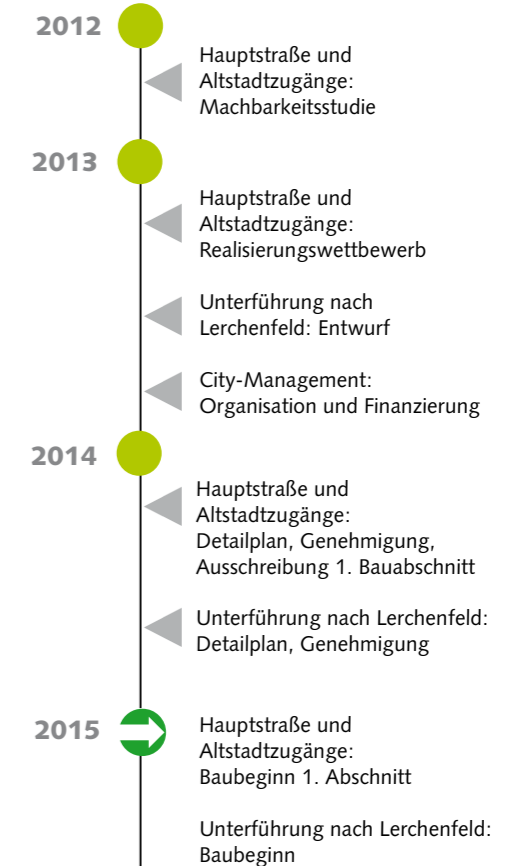 2012
Hauptstraße und
Altstadtzugänge:
Machbarkeitsstudie
2013
Hauptstraße und
Altstadtzugänge:
Realisierungswettbewerb
Unterführung nach
Lerchenfeld: Entwurf
City-Management:
Organisation und Finanzierung
2014
Hauptstraße und
Altstadtzugänge:
Detailplan, Genehmigung,
Ausschreibung 1. Bauabschnitt
Unterführung nach Lerchenfeld:
Detailplan, Genehmigung
2015
Hauptstraße und
Altstadtzugänge:
Baubeginn 1. Abschnitt
Unterführung nach Lerchenfeld:
Baubeginn